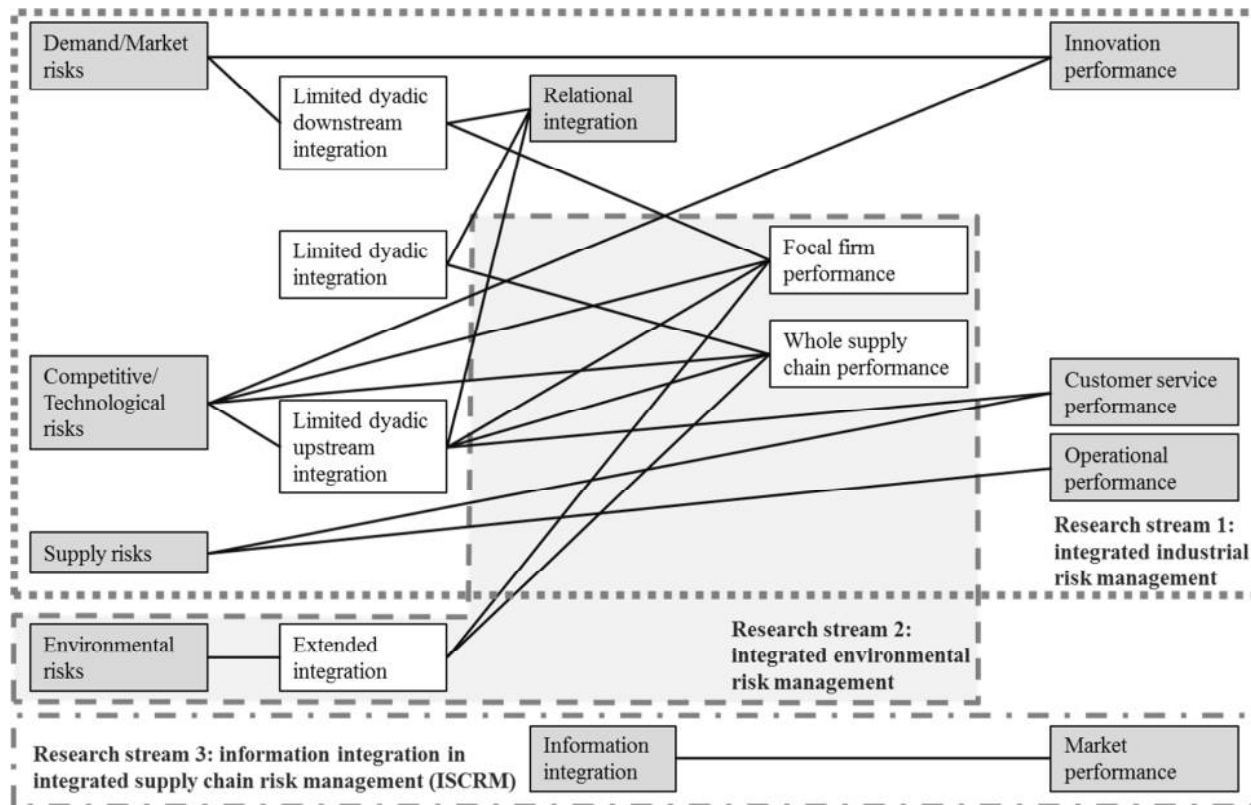 Demand/Market
risks
Innovation
performance
Limited dyadic
downstream
integration
Relational
integration
Limited dyadic
integration
Focal firm
performance
Whole supply
chain performance
Competitive/
Technological
risks
Customer service
performance
Limited dyadic
upstream
integration
Operational
performance
Supply risks
Research stream 1:
integrated industrial
risk management
Environmental
risks
Extended
integration
Research stream 2:
integrated environmental
risk management
Research stream 3: information integration in
integrated supply chain risk management (ISCRM)
Information
integration
Market
performance